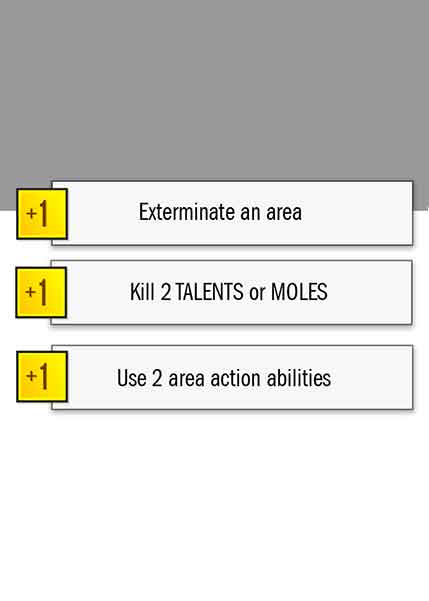 +1 Exterminate an area
+1 Kill 2 TALENTS or MOLES
+1 Use 2 area action abilities